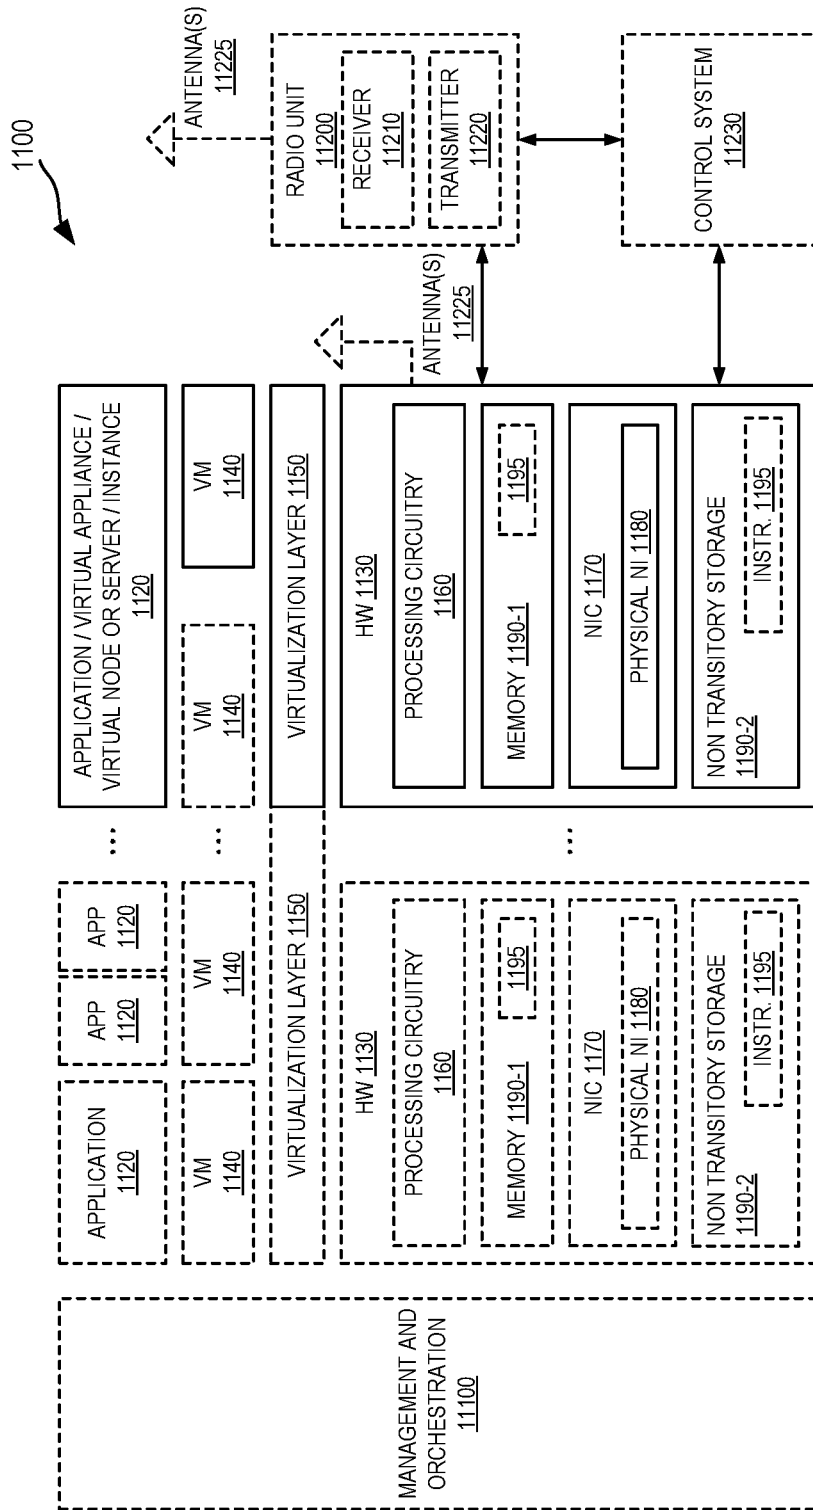 1100
MANAGEMENT AND
ORCHESTRATION
11100
APPLICATION
1120
APP
1120
APP
1120
...
APPLICATION / VIRTUAL APPLIANCE /
VIRTUAL NODE OR SERVER / INSTANCE
1120
VM
1140
VM
1140
...
VM
1140
VM
1140
VIRTUALIZATION LAYER 1150
VIRTUALIZATION LAYER 1150
HW 1130
PROCESSING CIRCUITRY
1160
MEMORY 1190-1
1195
NIC 1170
PHYSICAL NI 1180
NON TRANSITORY STORAGE
1190-2
INSTR. 1195
...
HW 1130
PROCESSING CIRCUITRY
1160
MEMORY 1190-1
1195
NIC 1170
PHYSICAL NI 1180
NON TRANSITORY STORAGE
1190-2
INSTR. 1195
ANTENNA(S)
11225
ANTENNA(S)
11225
RADIO UNIT
11200
RECEIVER
11210
TRANSMITTER
11220
CONTROL SYSTEM
11230